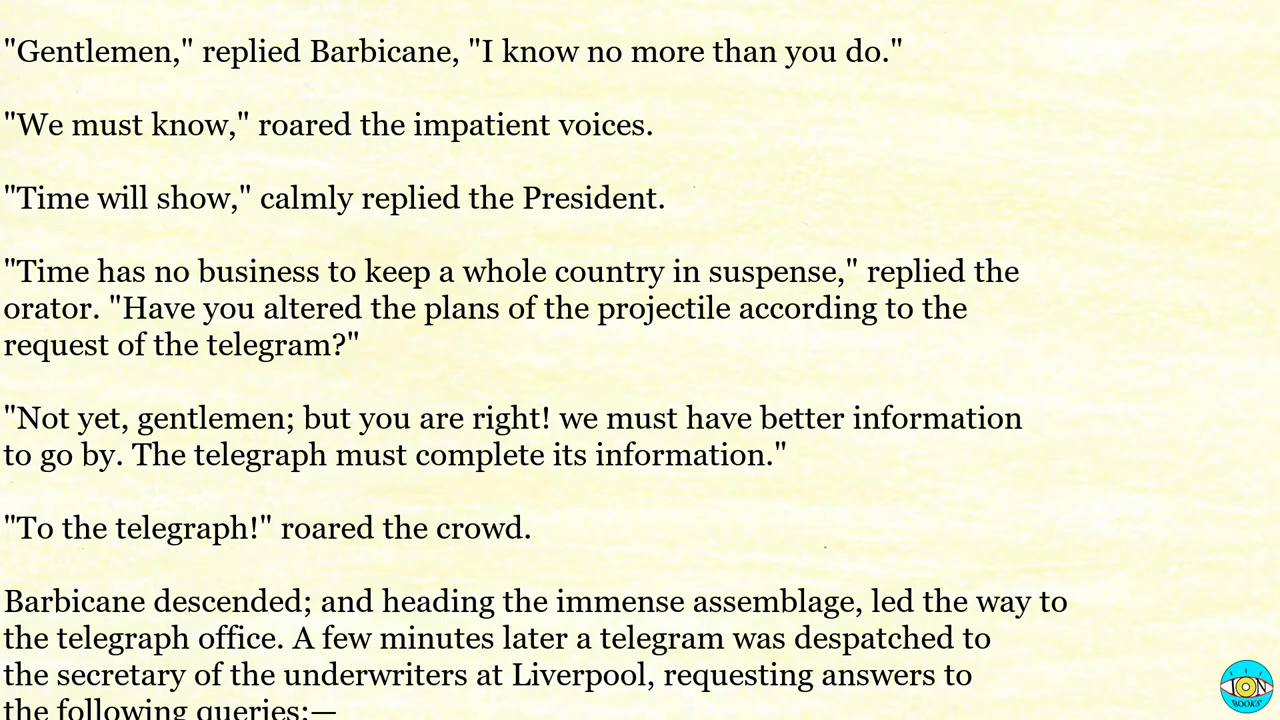 "Gentlemen," replied Barbicane, "I know no more than you do."
"We must know," roared the impatient voices.
"Time will show," calmly replied the President.
"Time has no business to keep a whole country in suspense," replied the
orator. "Have you altered the plans of the projectile according to the
request of the telegram?"
"Not yet, gentlemen; but you are right! we must have better information
to go by. The telegraph must complete its information."
"To the telegraph!" roared the crowd.
Barbicane descended; and heading the immense assemblage, led the way to
the telegraph office. A few minutes later a telegram was despatched to
the secretary of the underwriters at Liverpool, requesting answers to
the following queries:—
ION
BOOKS